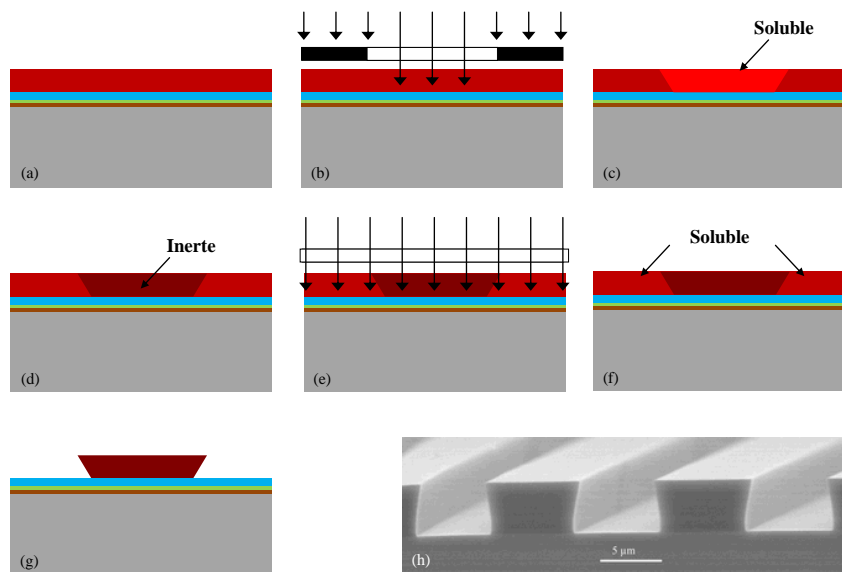 Soluble
(a)
(b)
(c)
Inerte
Soluble
(d)
(e)
(f)
(g)
5 µm
(h)